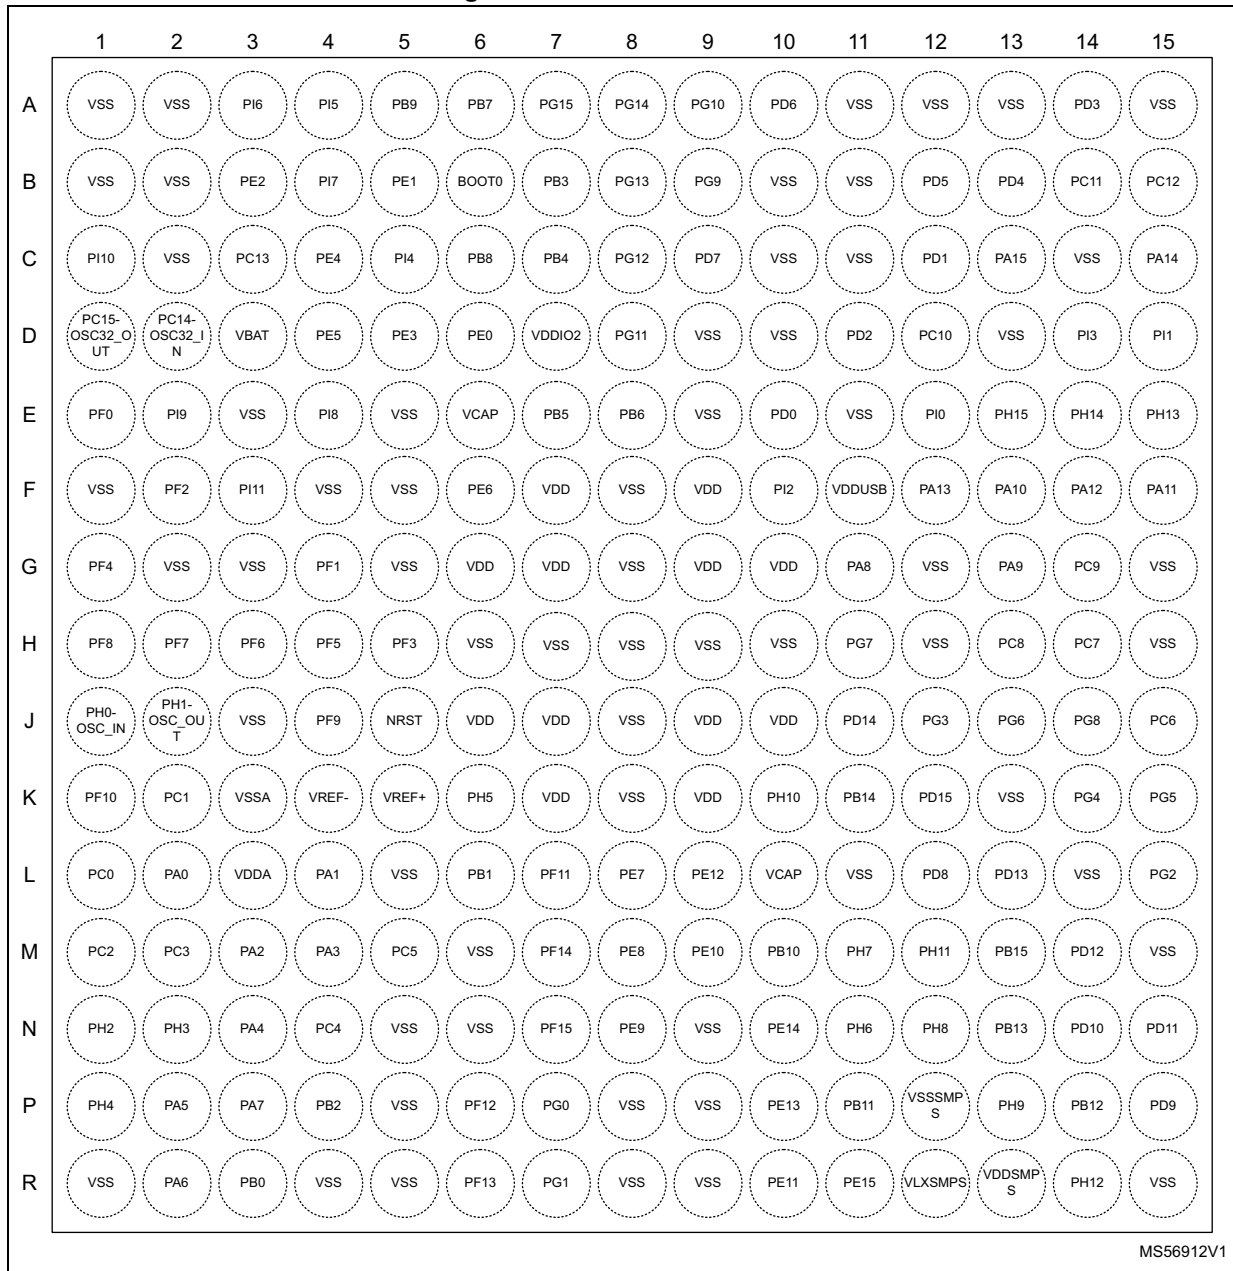 1 2 3 4 5 6 7 8 9 10 11 12 13 14 15
A VSS VSS PI6 PI5 PB9 PB7 PG15 PG14 PG10 PD6 VSS VSS VSS PD3 VSS
B VSS VSS PE2 PI7 PE1 BOOT0 PB3 PG13 PG9 VSS VSS PD5 PD4 PC11 PC12
C PI10 VSS PC13 PE4 PI4 PB8 PB4 PG12 PD7 VSS VSS PD1 PA15 VSS PA14
D PC15-OSC32_OUT PC14-OSC32_IN VBAT PE5 PE3 PE0 VDDIO2 PG11 VSS VSS PD2 PC10 VSS PI3 PI1
E PF0 PI9 VSS PI8 VSS VCAP PB5 PB6 VSS PD0 VSS PI0 PH15 PH14 PH13
F VSS PF2 PI11 VSS VSS PE6 VDD VSS VDD PI2 VDDUSB PA13 PA10 PA12 PA11
G PF4 VSS VSS PF1 VSS VDD VDD VSS VDD VDD PA8 VSS PA9 PC9 VSS
H PF8 PF7 PF6 PF5 PF3 VSS VSS VSS VSS VSS PG7 VSS PC8 PC7 VSS
J PH0-OSC_IN PH1-OSC_OUT VSS PF9 NRST VDD VDD VSS VDD VDD PD14 PG3 PG6 PG8 PC6
K PF10 PC1 VSSA VREF- VREF+ PH5 VDD VSS VDD PH10 PB14 PD15 VSS PG4 PG5
L PC0 PA0 VDDA PA1 VSS PB1 PF11 PE7 PE12 VCAP VSS PD8 PD13 VSS PG2
M PC2 PC3 PA2 PA3 PC5 VSS PF14 PE8 PE10 PB10 PH7 PH11 PB15 PD12 VSS
N PH2 PH3 PA4 PC4 VSS VSS PF15 PE9 VSS PE14 PH6 PH8 PB13 PD10 PD11
P PH4 PA5 PA7 PB2 VSS PF12 PG0 VSS VSS PE13 PB11 VSSSMPS PH9 PB12 PD9
R VSS PA6 PB0 VSS VSS PF13 PG1 VSS VSS PE11 PE15 VLXSMPS VDDSMPS PH12 VSS
MS56912V1